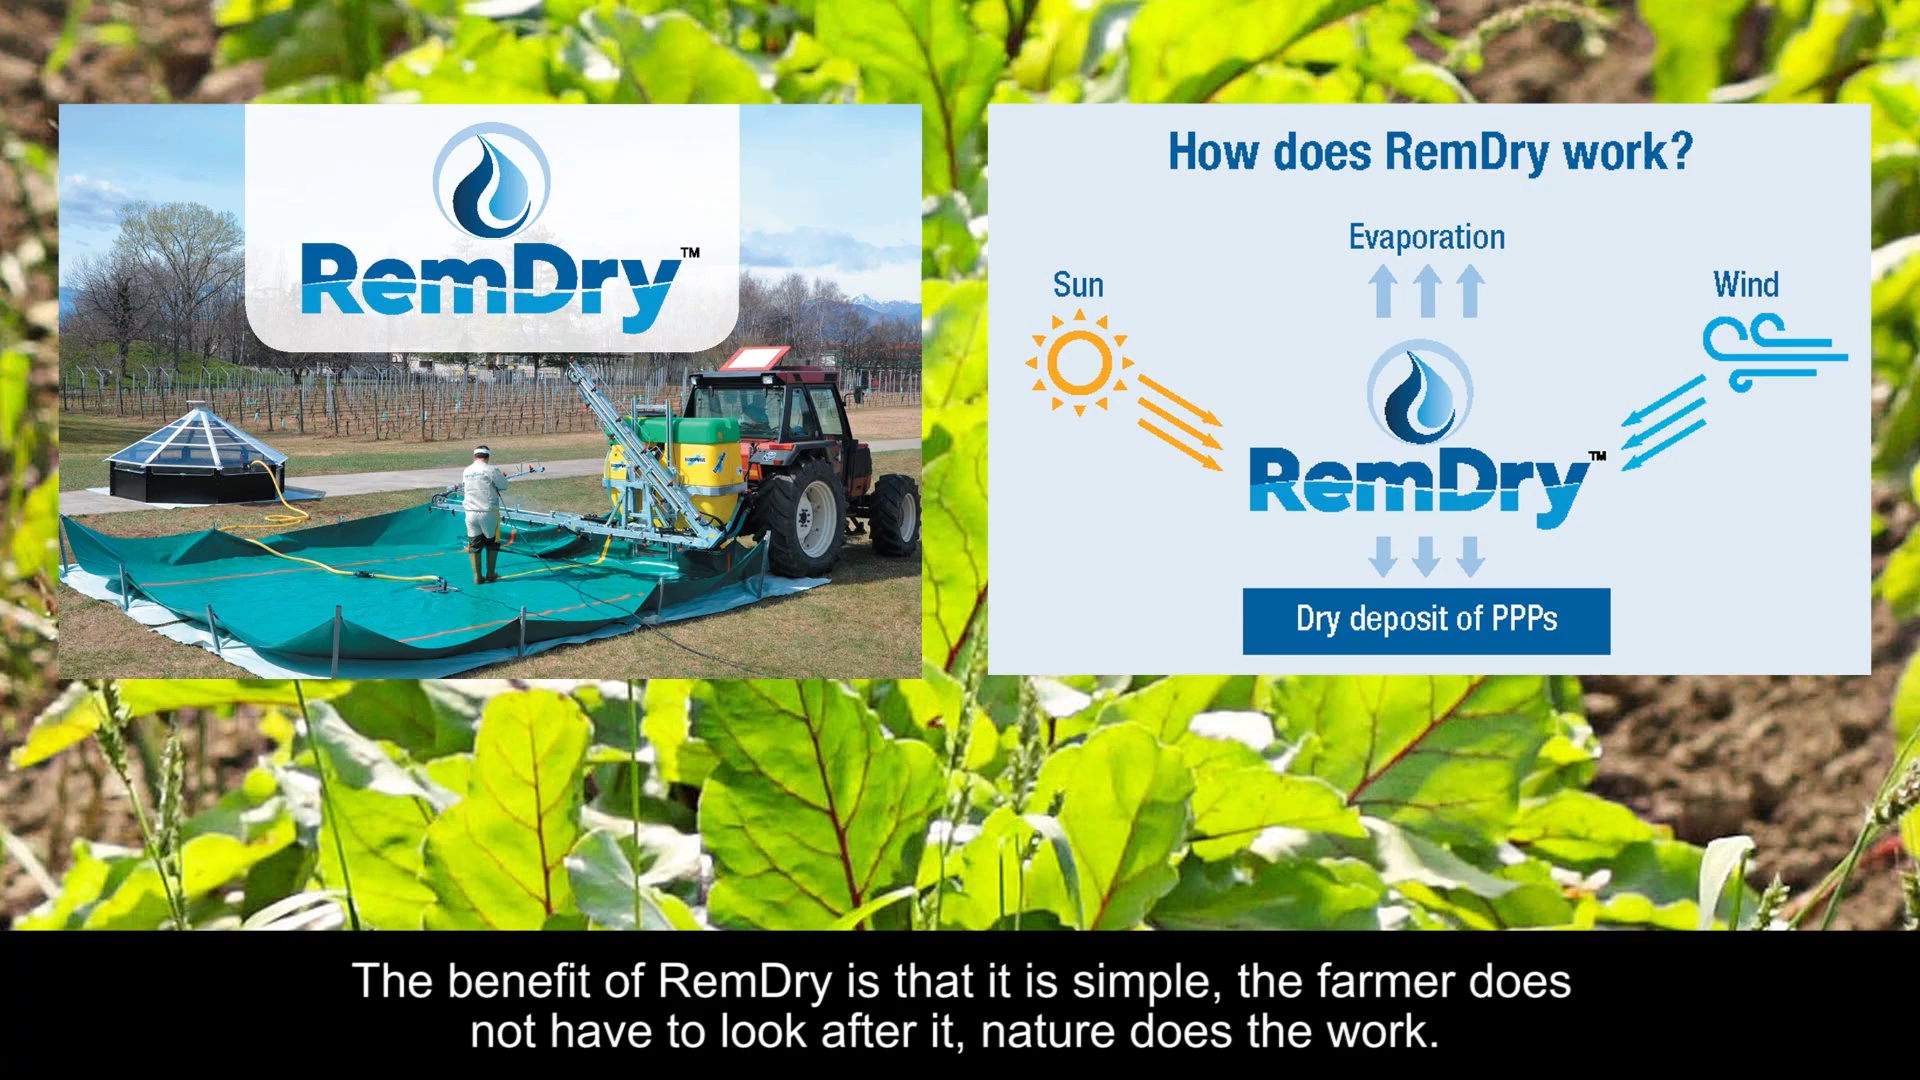 RemDry™
How does RemDry work?
Evaporation
Sun
Wind
RemDry™
Dry deposit of PPPs
The benefit of RemDry is that it is simple, the farmer does
not have to look after it, nature does the work.